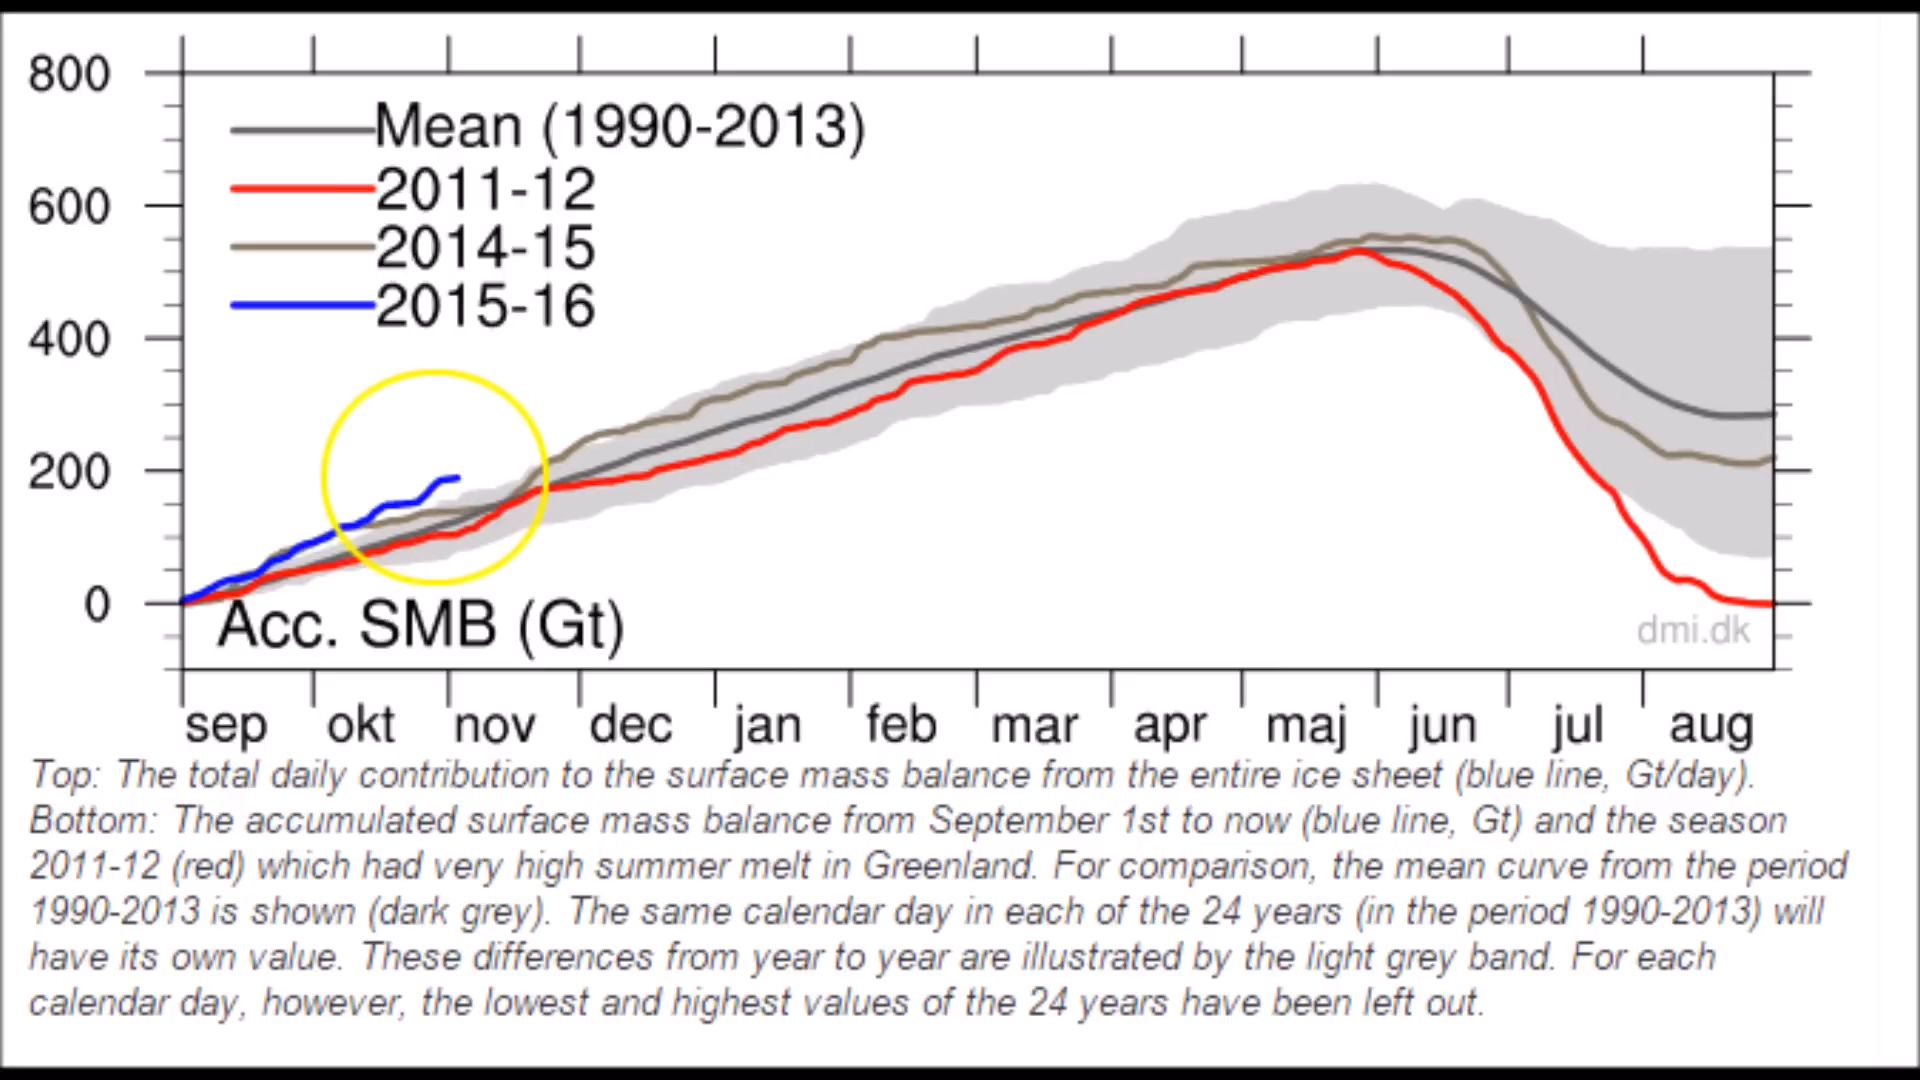 800
600
400
200
0
Mean (1990-2013)
2011-12
2014-15
2015-16
Acc. SMB (Gt)
dmi.dk
sep okt nov dec jan feb mar apr maj jun jul aug
Top: The total daily contribution to the surface mass balance from the entire ice sheet (blue line, Gt/day).
Bottom: The accumulated surface mass balance from September 1st to now (blue line, Gt) and the season
2011-12 (red) which had very high summer melt in Greenland. For comparison, the mean curve from the period
1990-2013 is shown (dark grey). The same calendar day in each of the 24 years (in the period 1990-2013) will
have its own value. These differences from year to year are illustrated by the light grey band. For each
calendar day, however, the lowest and highest values of the 24 years have been left out.